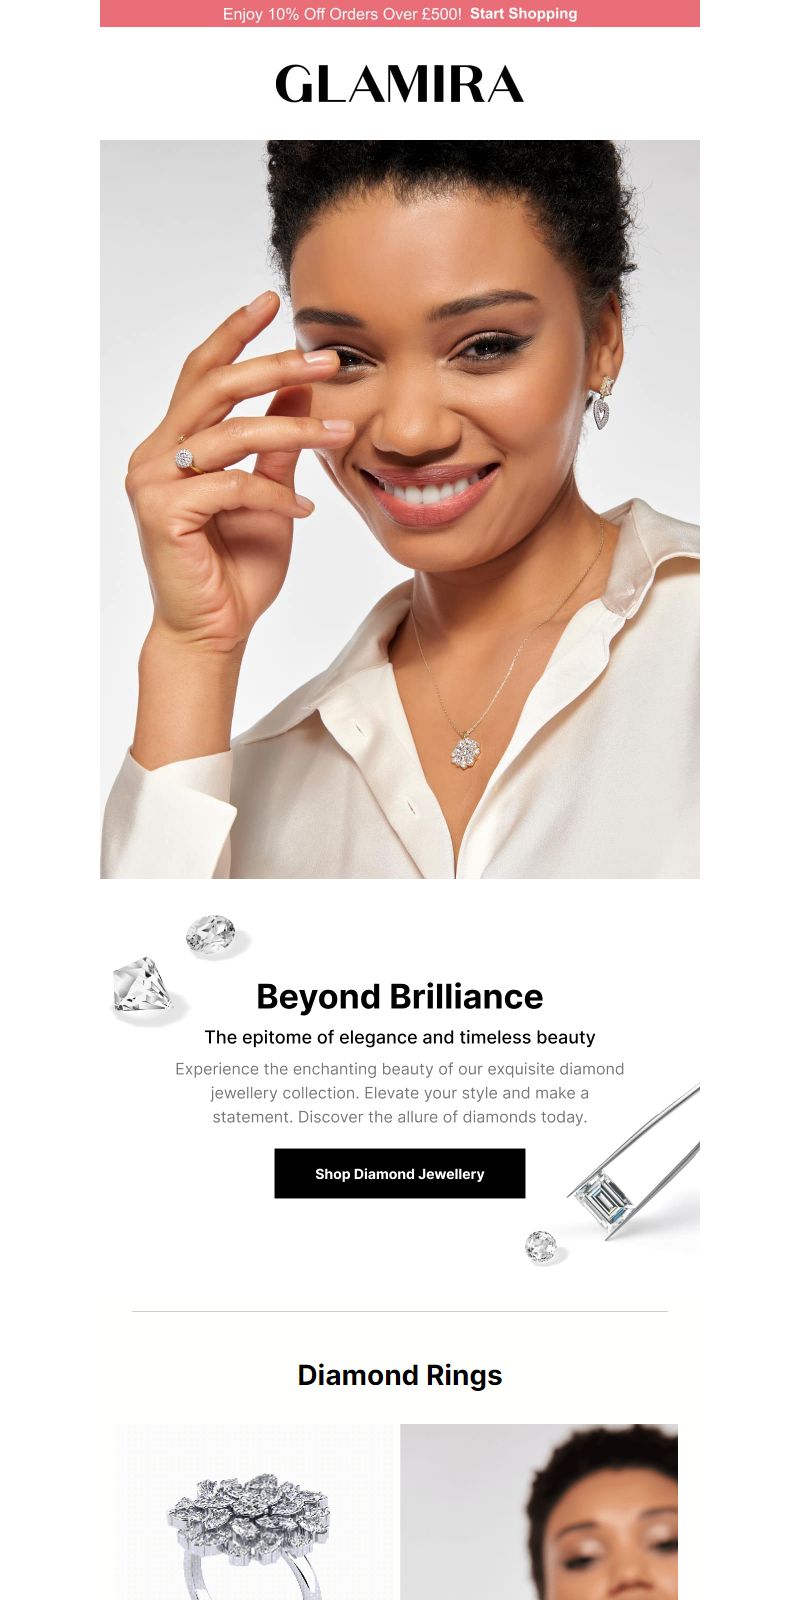 Enjoy 10% Off Orders Over £500! Start Shopping
GLAMIRA
Beyond Brilliance
The epitome of elegance and timeless beauty
Experience the enchanting beauty of our exquisite diamond
jewellery collection. Elevate your style and make a
statement. Discover the allure of diamonds today.
Shop Diamond Jewellery
Diamond Rings